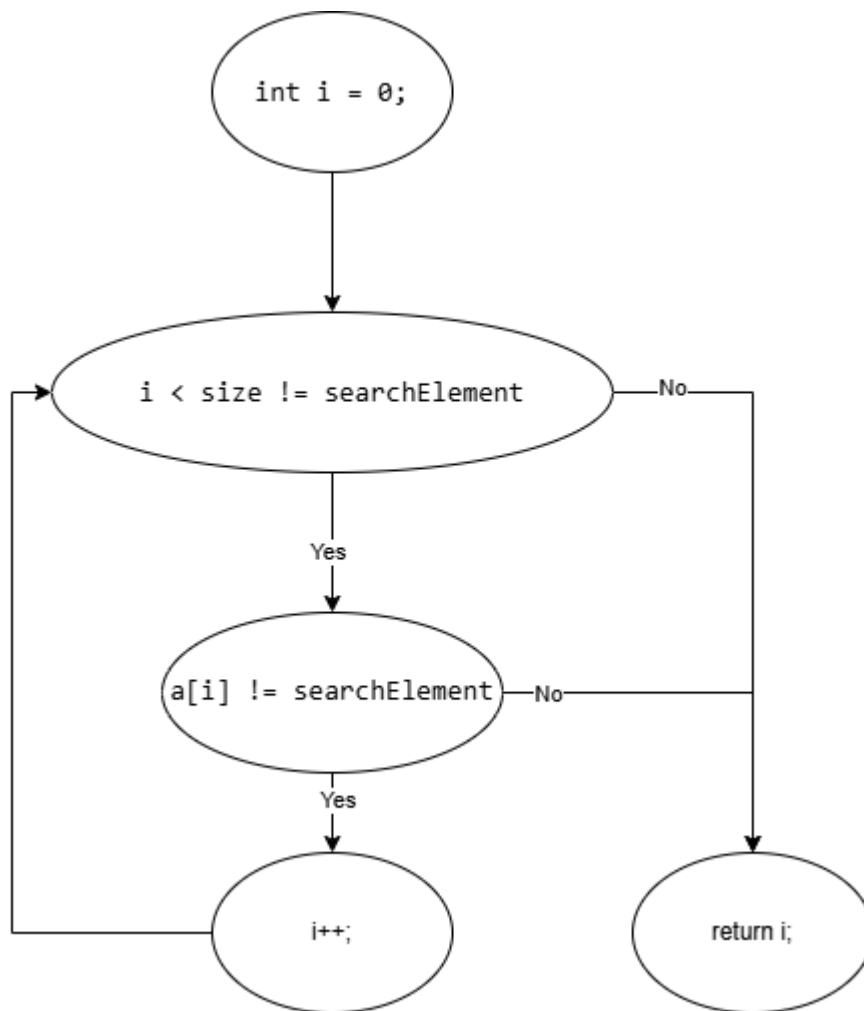 int i = 0;
i < size != searchElement
No
Yes
a[i] != searchElement
No
Yes
i++;
return i;